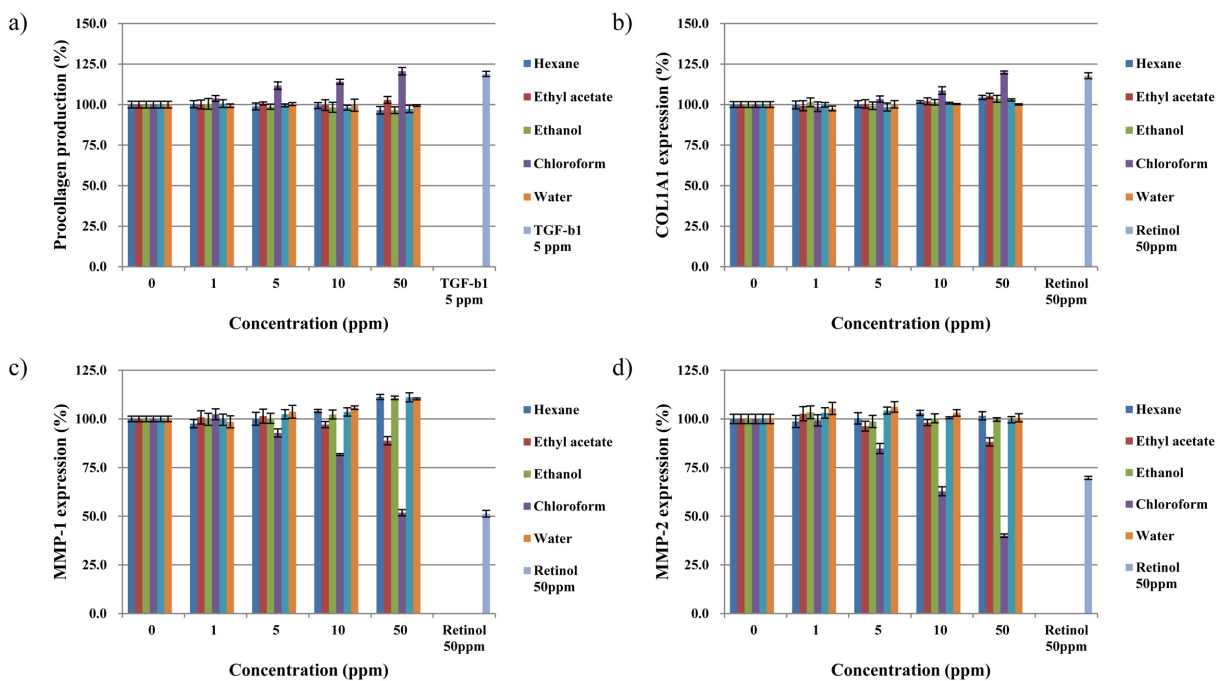 a)
Procollagen production (%)
150.0
125.0
100.0
75.0
50.0
25.0
0.0
0 1 5 10 50 TGF-b1
5 ppm
Concentration (ppm)
Hexane
Ethyl acetate
Ethanol
Chloroform
Water
TGF-b1
5 ppm
b)
COL1A1 expression (%)
150.0
125.0
100.0
75.0
50.0
25.0
0.0
0 1 5 10 50 Retinol
50ppm
Concentration (ppm)
Hexane
Ethyl acetate
Ethanol
Chloroform
Water
Retinol
50ppm
c)
MMP-1 expression (%)
125.0
100.0
75.0
50.0
25.0
0.0
0 1 5 10 50 Retinol
50ppm
Concentration (ppm)
Hexane
Ethyl acetate
Ethanol
Chloroform
Water
Retinol
50ppm
d)
MMP-2 expression (%)
125.0
100.0
75.0
50.0
25.0
0.0
0 1 5 10 50 Retinol
50ppm
Concentration (ppm)
Hexane
Ethyl acetate
Ethanol
Chloroform
Water
Retinol
50ppm